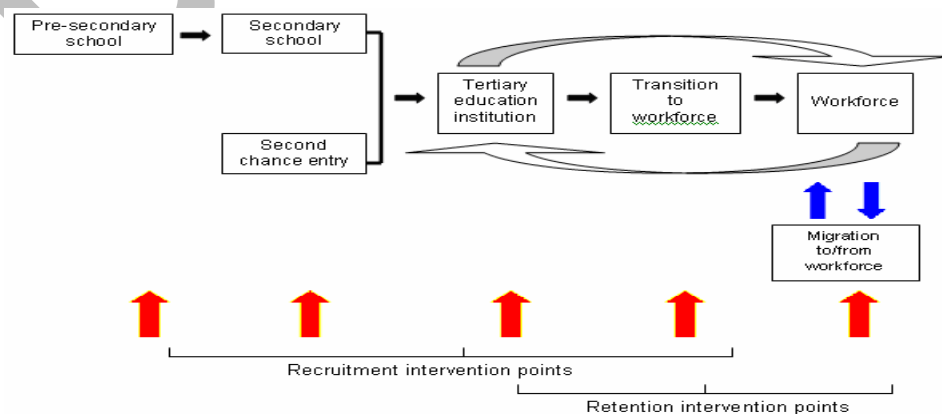 Pre-secondary
school
Secondary
school
Second
chance entry
Tertiary
education
institution
Transition
to
workforce
Workforce
Migration
to/from
workforce
Recruitment intervention points
Retention intervention points